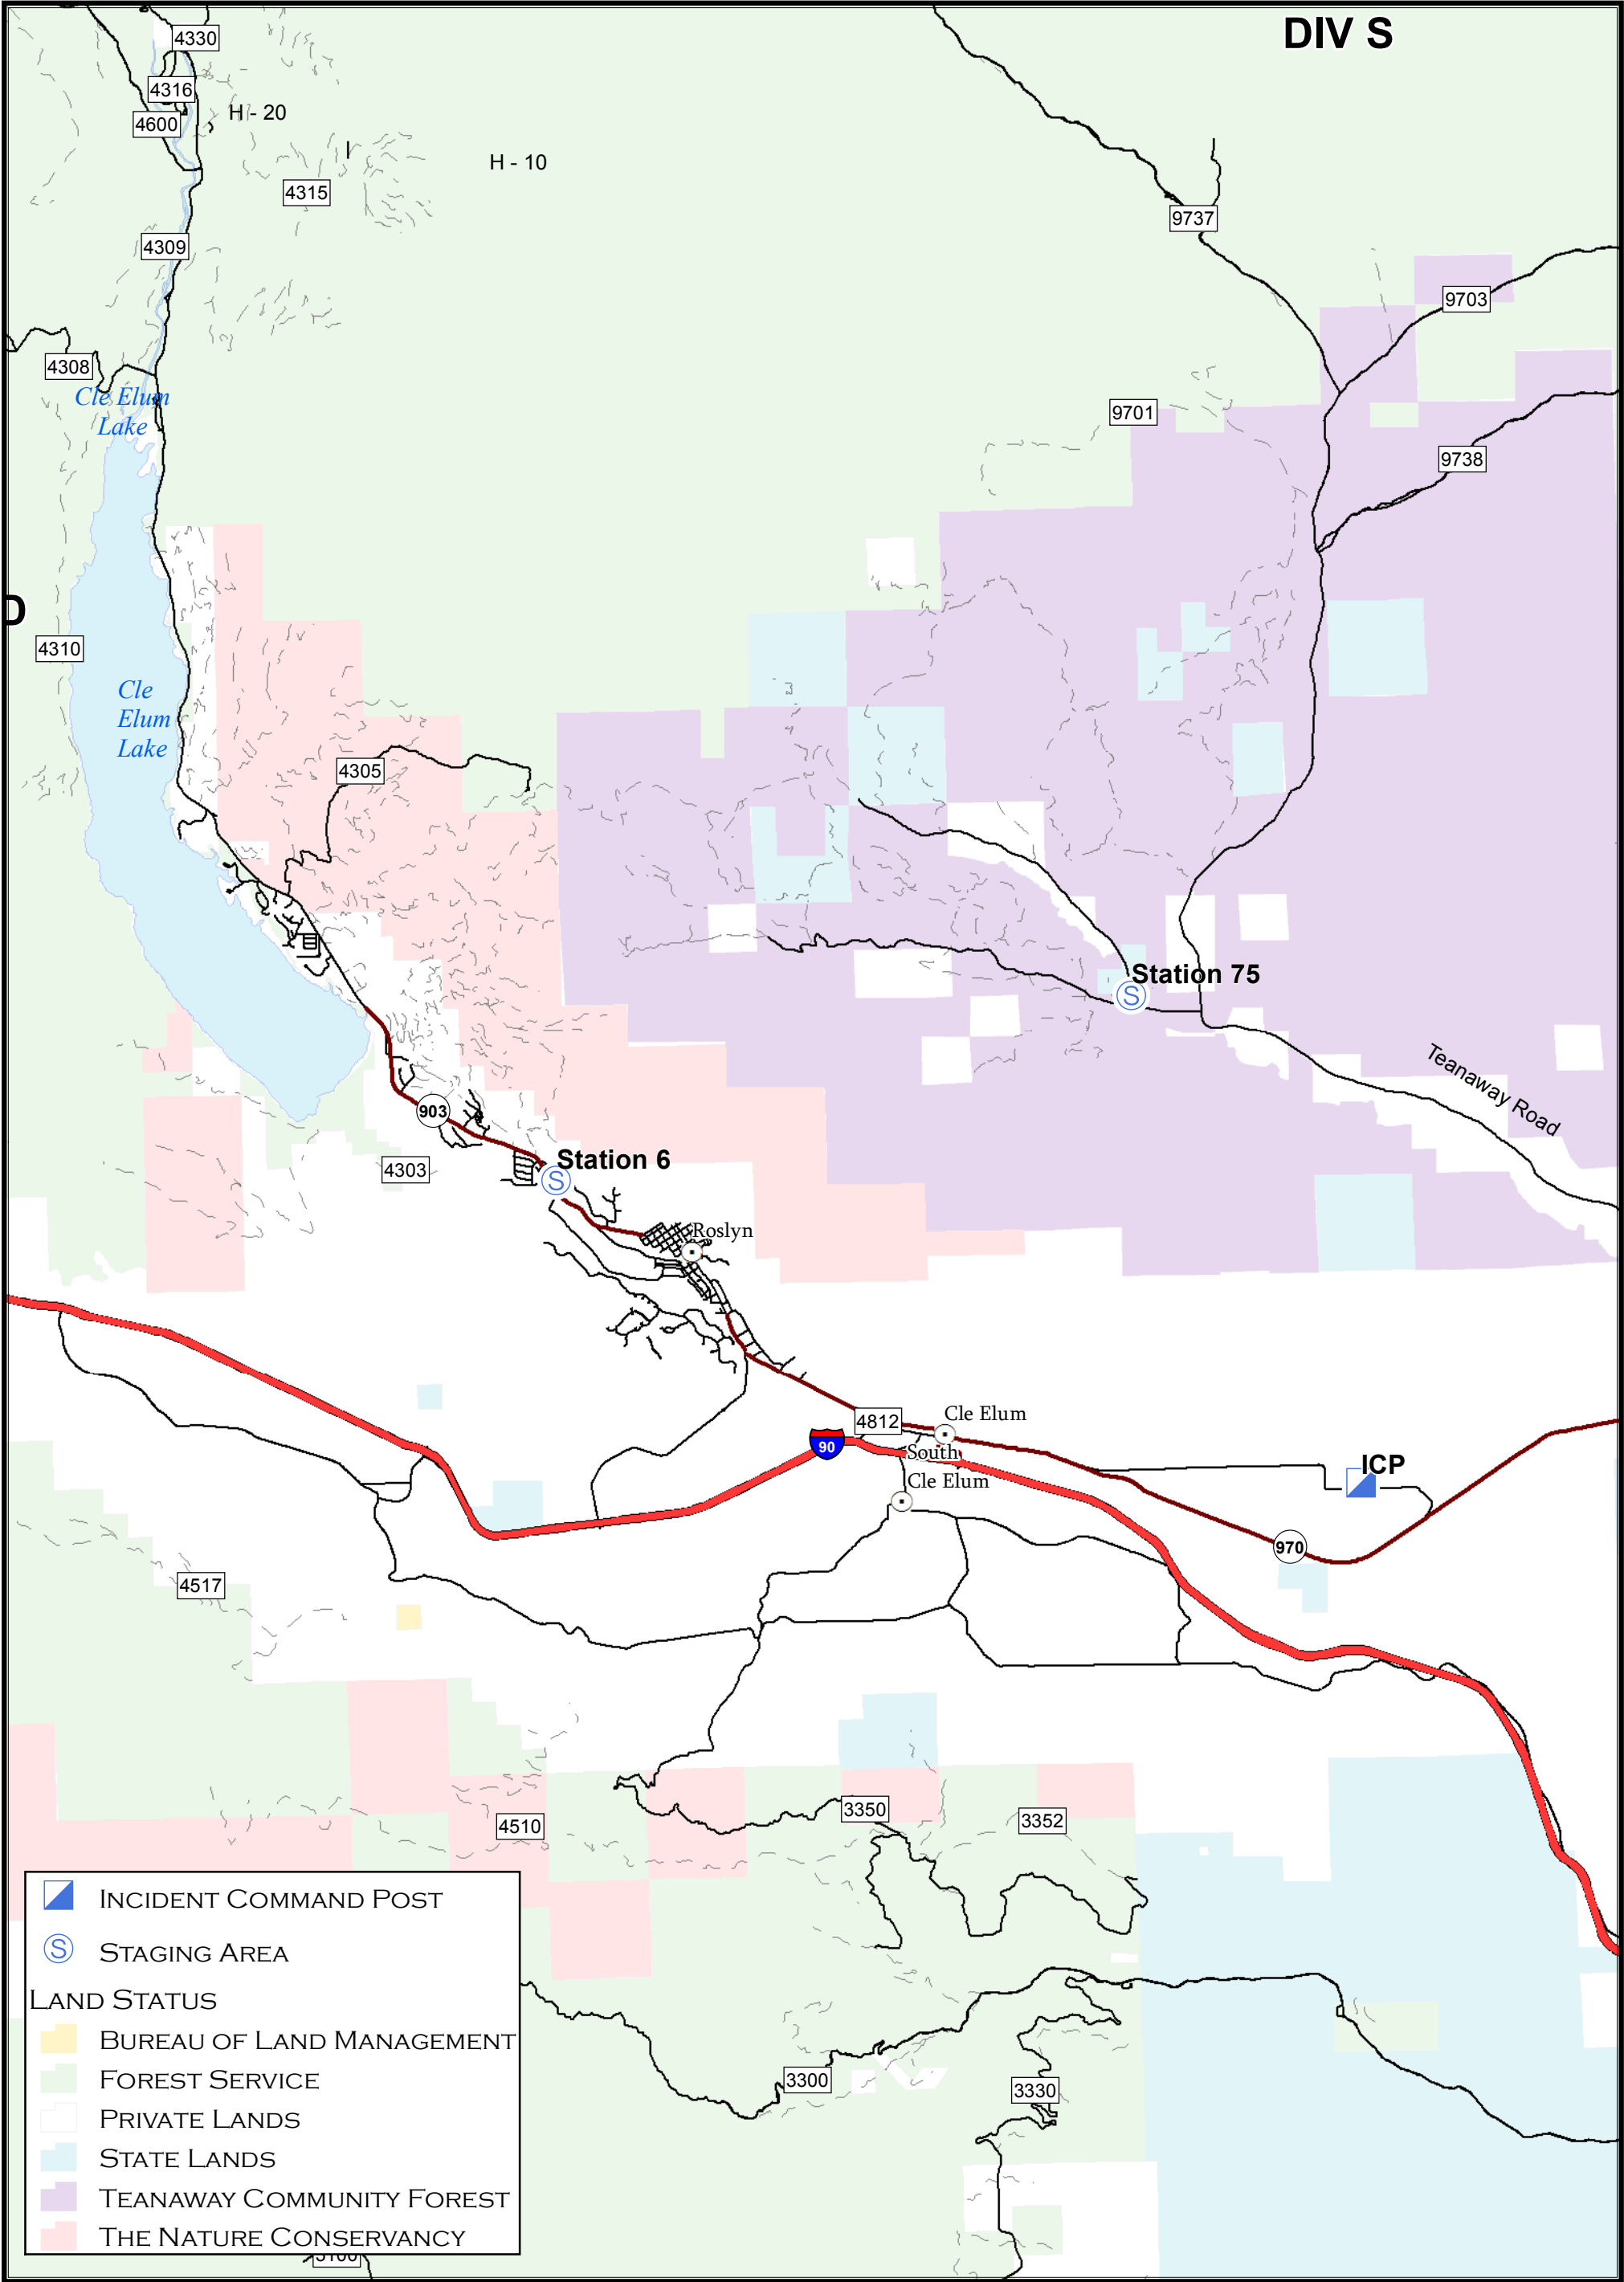 DIV S
4330
4316
4600
H - 20
I
H - 10
4315
9737
4309
9703
4308
Cle Elum
Lake
9701
9738
D
4310
Cle
Elum
Lake
4305
Station 75
S
Teanaway Road
903
4303
Station 6
S
Roslyn
4812
Cle Elum
90
South
Cle Elum
ICP
970
4517
3350
3352
4510
3300
3330
INCIDENT COMMAND POST
S STAGING AREA
LAND STATUS
BUREAU OF LAND MANAGEMENT
FOREST SERVICE
PRIVATE LANDS
STATE LANDS
TEANAWAY COMMUNITY FOREST
THE NATURE CONSERVANCY